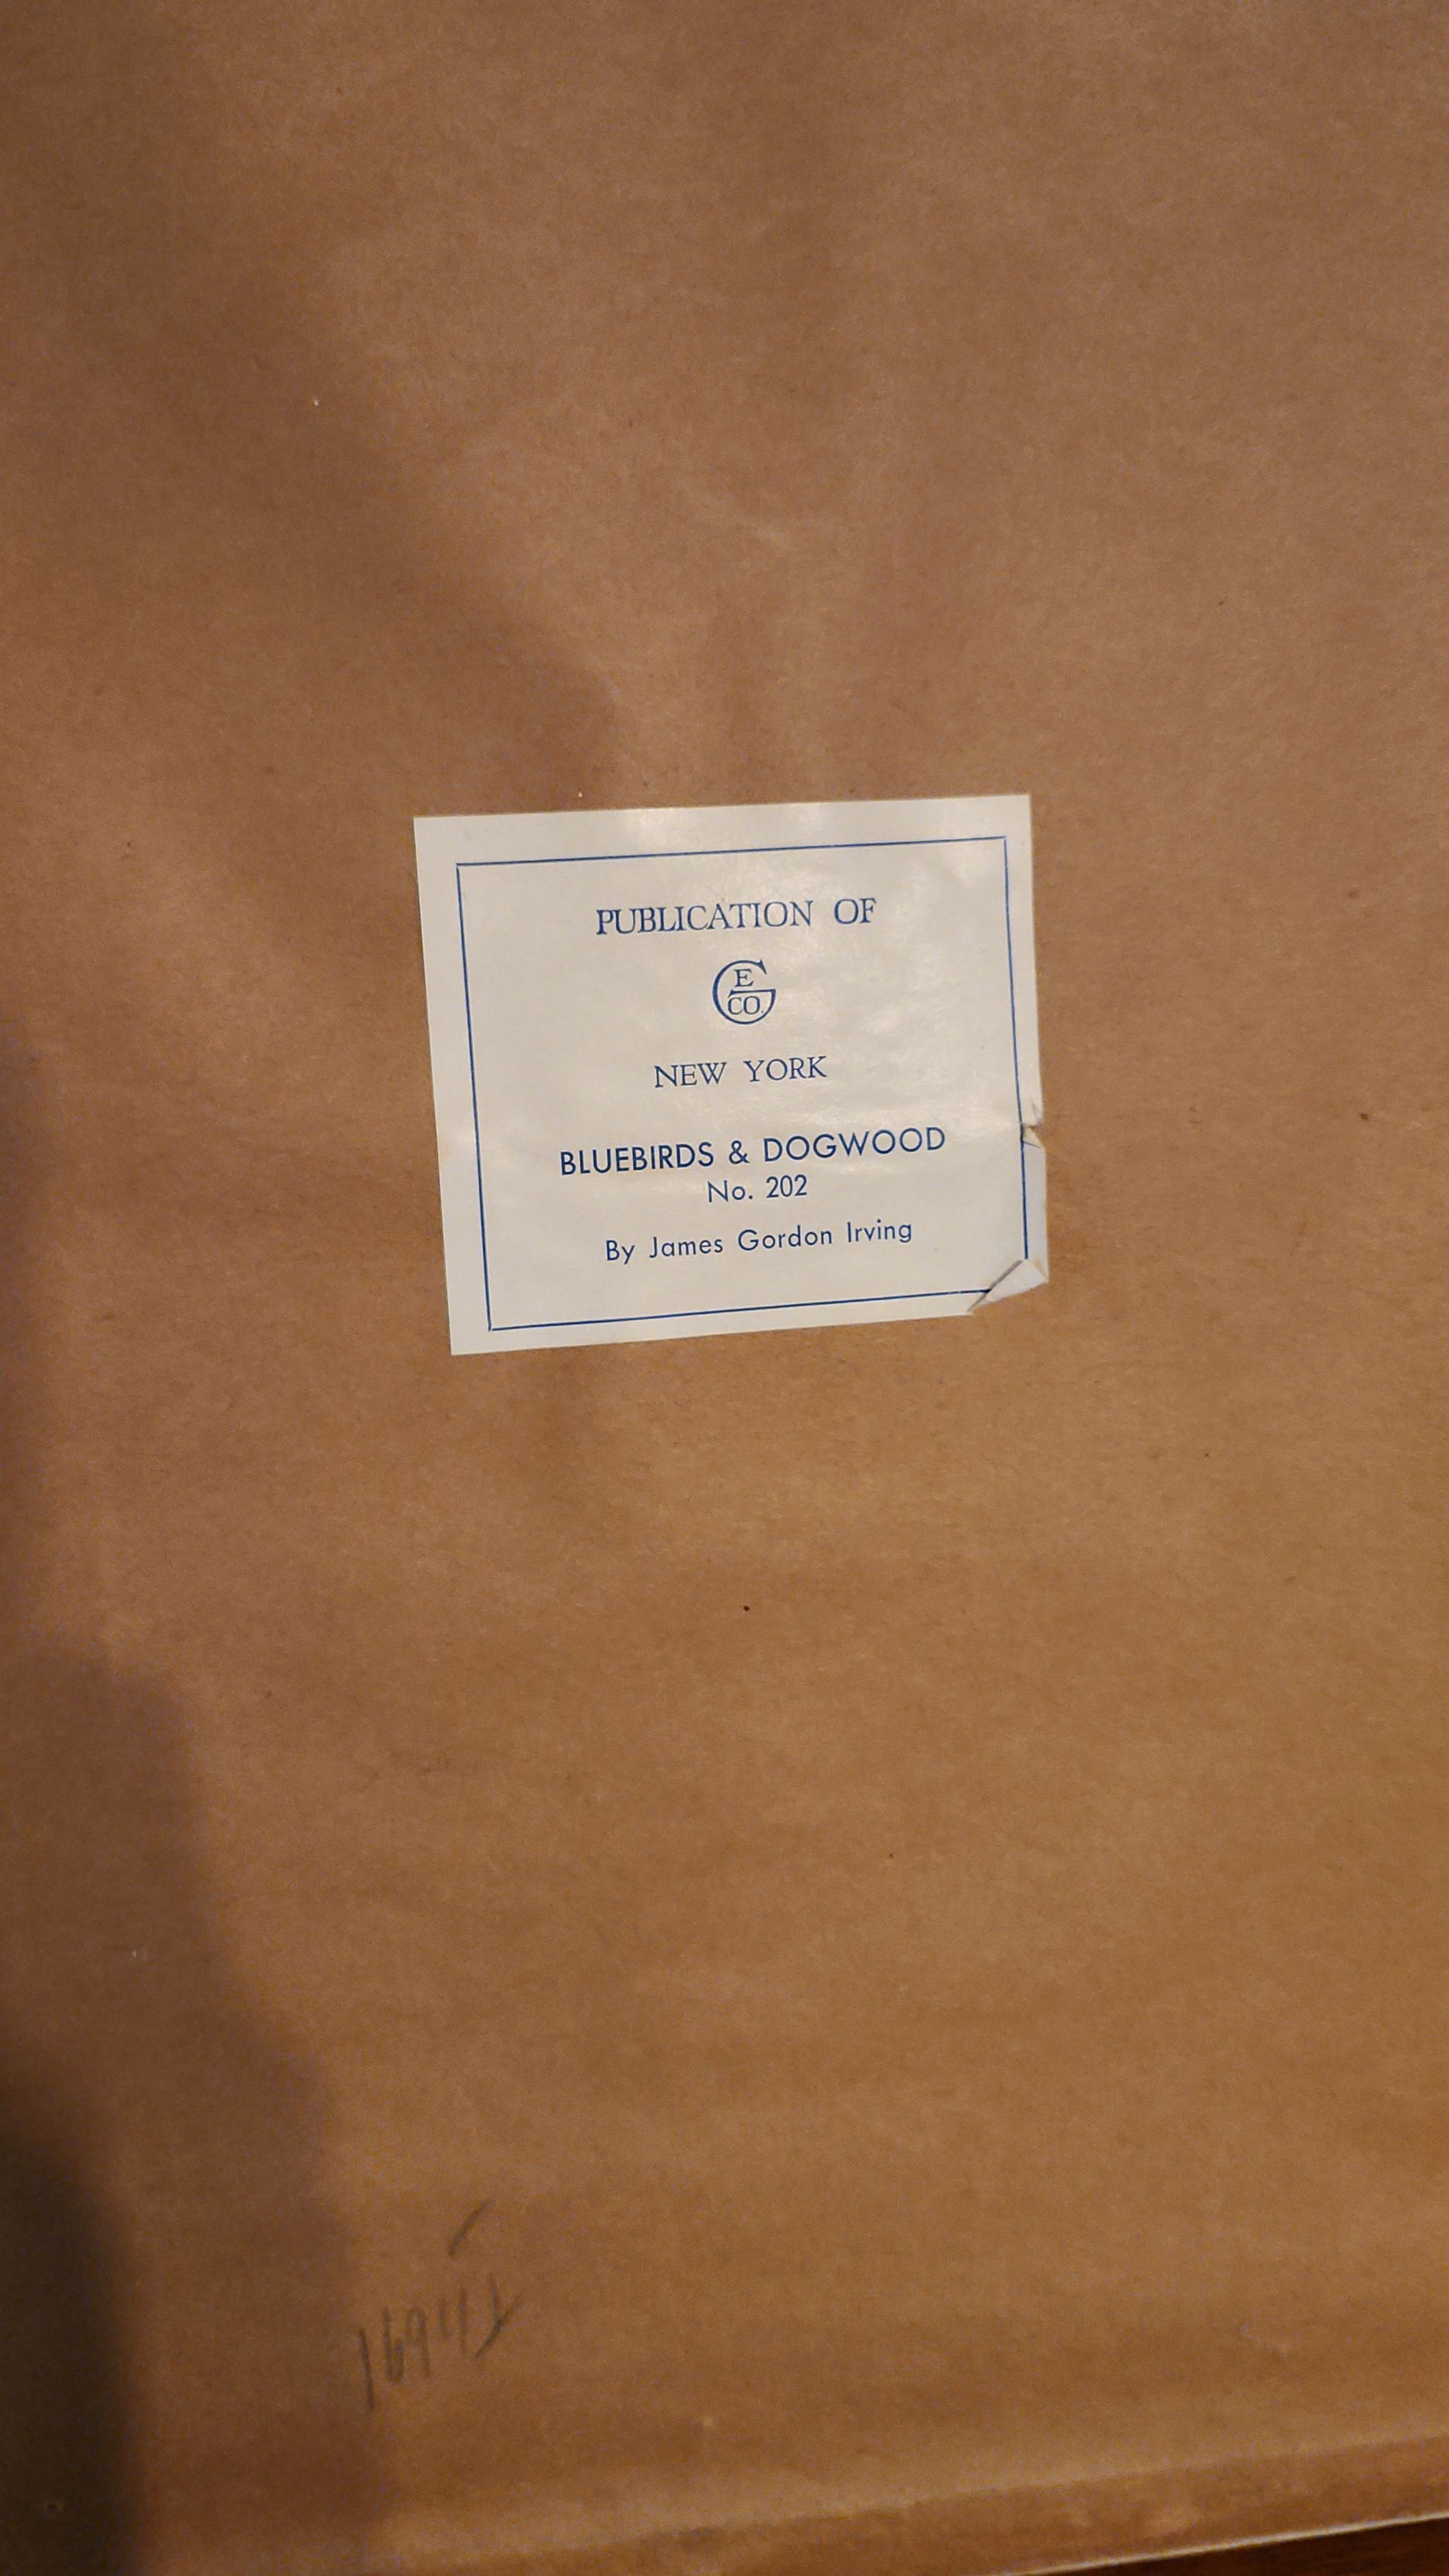 PUBLICATION OF
G E CO.
NEW YORK
BLUEBIRDS & DOGWOOD
No. 202
By James Gordon Irving